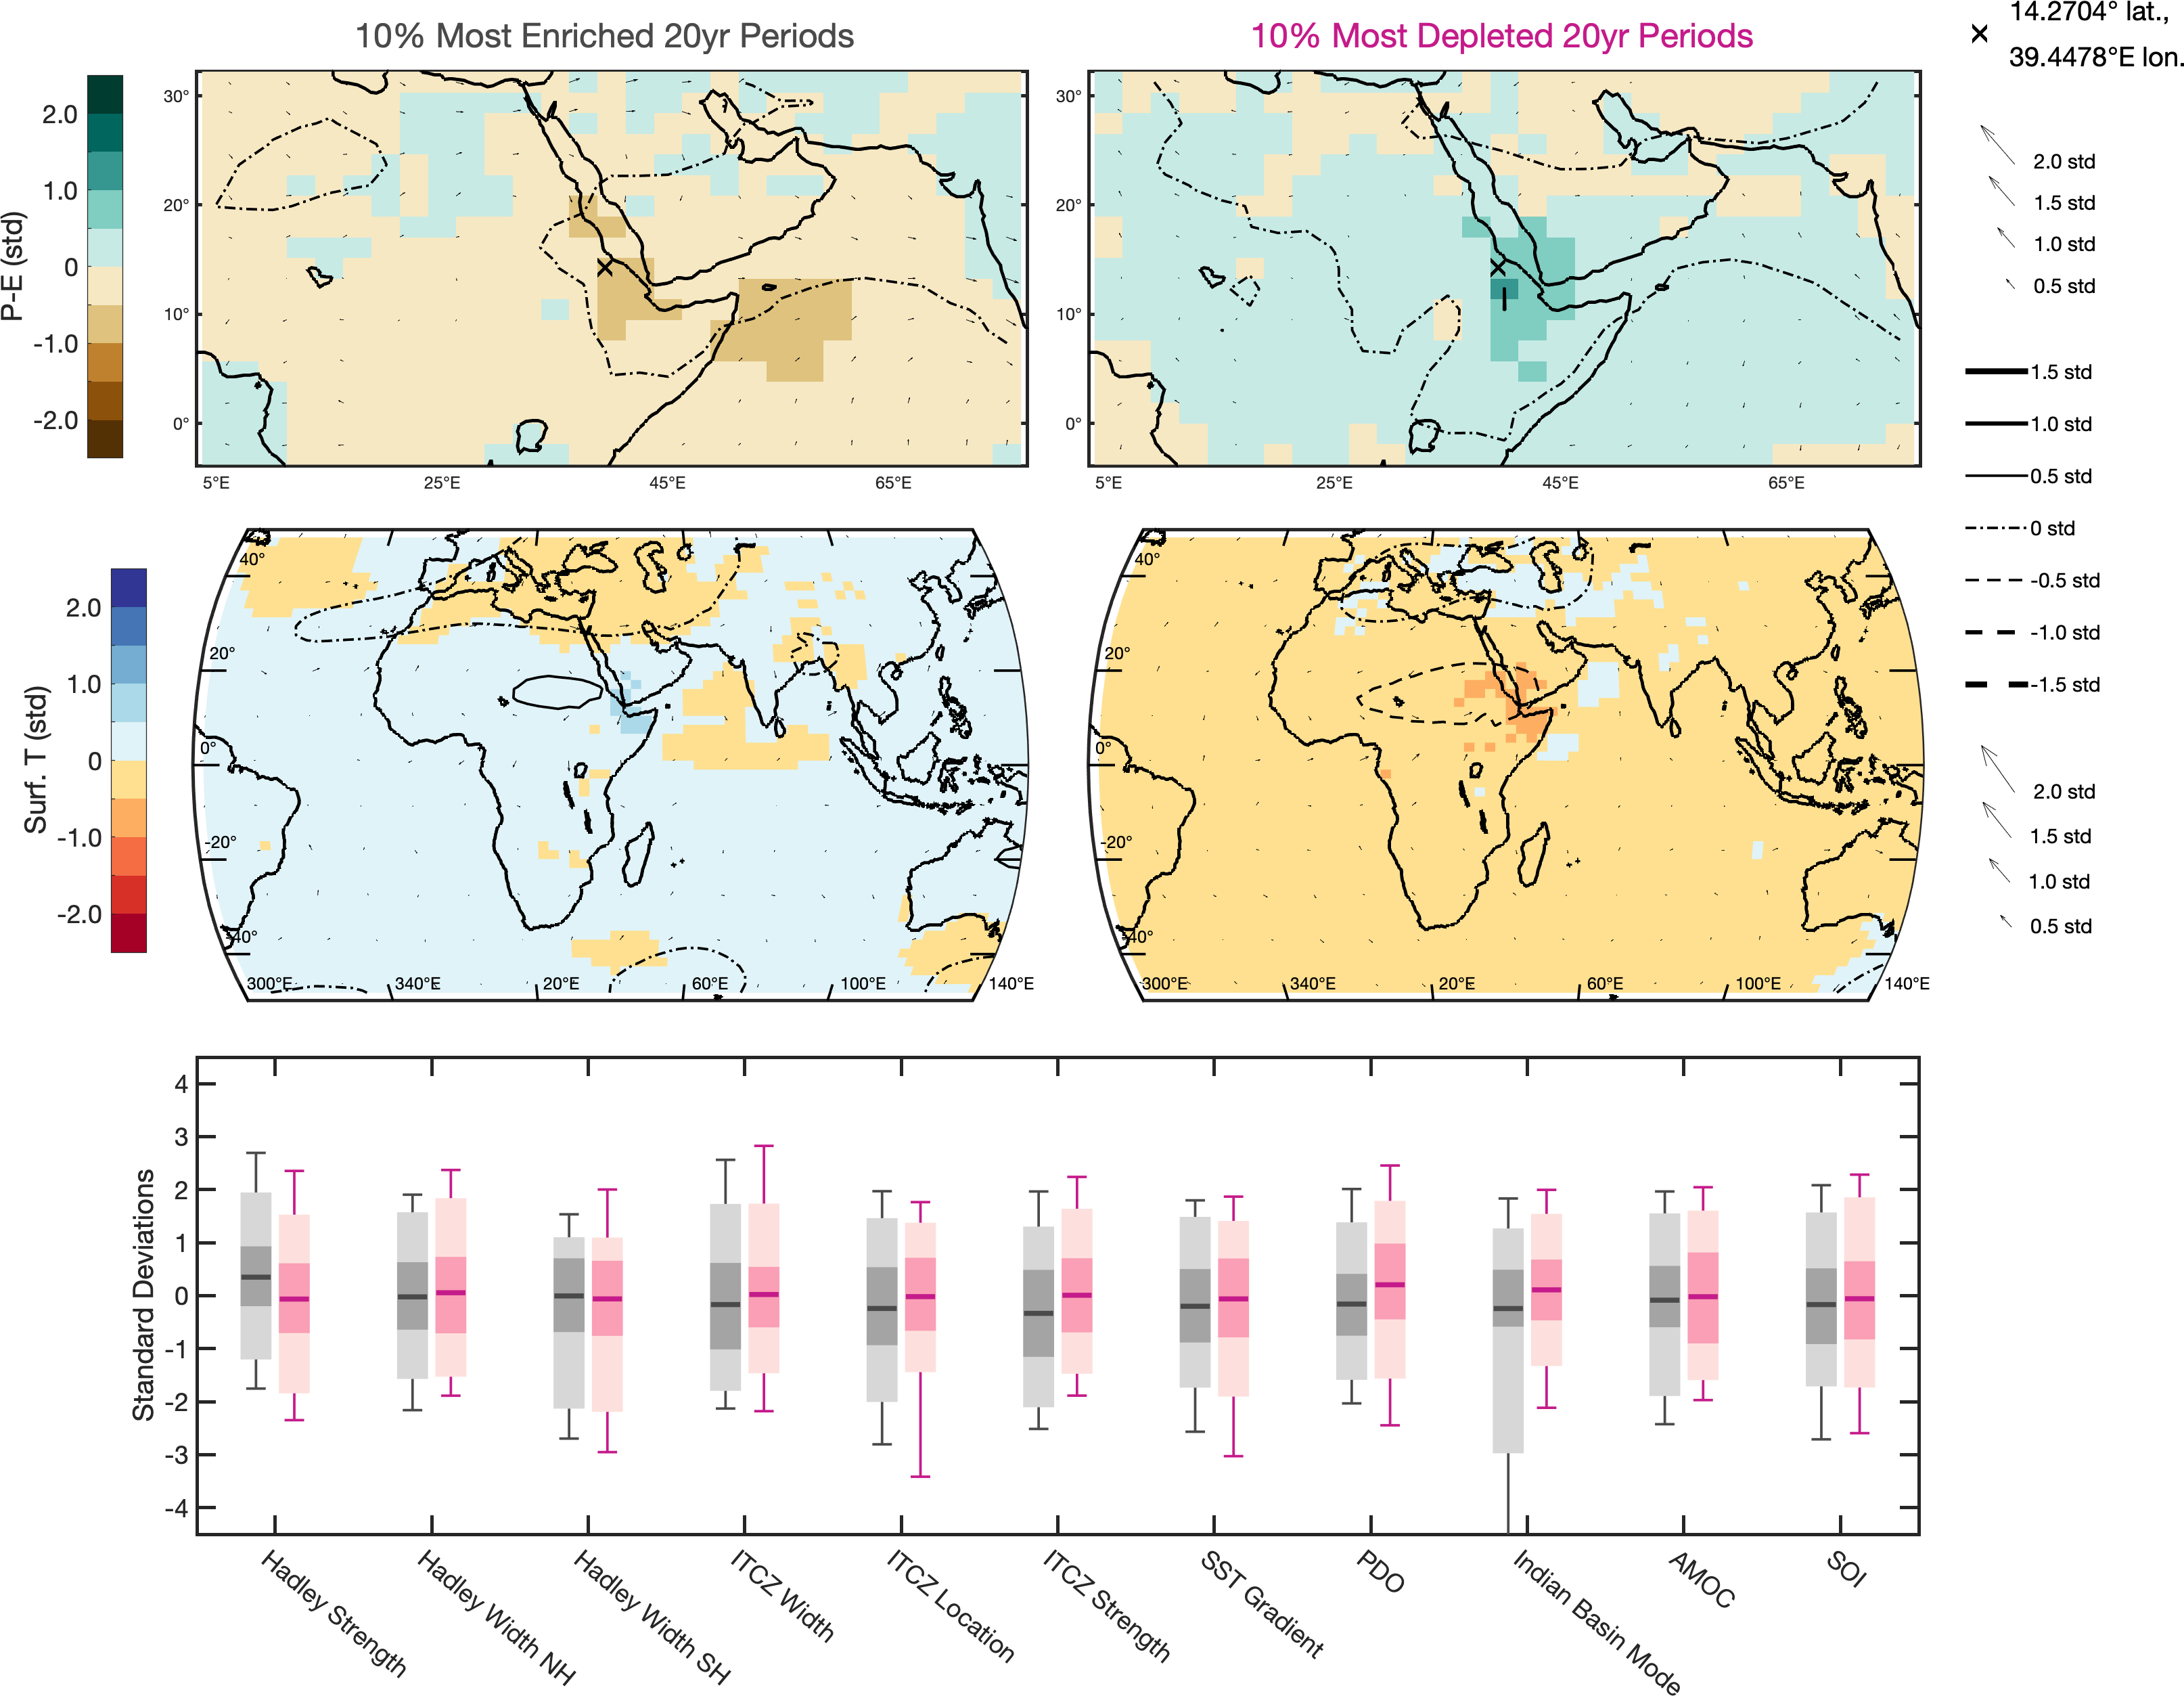 10% Most Enriched 20yr Periods
10% Most Depleted 20yr Periods
14.2704° lat.,
39.4478°E lon.
P-E (std)
2.0
1.0
0
-1.0
-2.0
30°
20°
10°
0°
5°E
25°E
45°E
65°E
30°
20°
10°
0°
5°E
25°E
45°E
65°E
2.0 std
1.5 std
1.0 std
0.5 std
1.5 std
1.0 std
0.5 std
0 std
-0.5 std
-1.0 std
-1.5 std
Surf. T (std)
2.0
1.0
0
-1.0
-2.0
40°
20°
0°
-20°
-40°
300°E
340°E
20°E
60°E
100°E
140°E
40°
20°
0°
-20°
-40°
300°E
340°E
20°E
60°E
100°E
140°E
2.0 std
1.5 std
1.0 std
0.5 std
Standard Deviations
4
3
2
1
0
-1
-2
-3
-4
Hadley Strength
Hadley Width NH
Hadley Width SH
ITCZ Width
ITCZ Location
ITCZ Strength
SST Gradient
PDO
Indian Basin Mode
AMOC
SOI